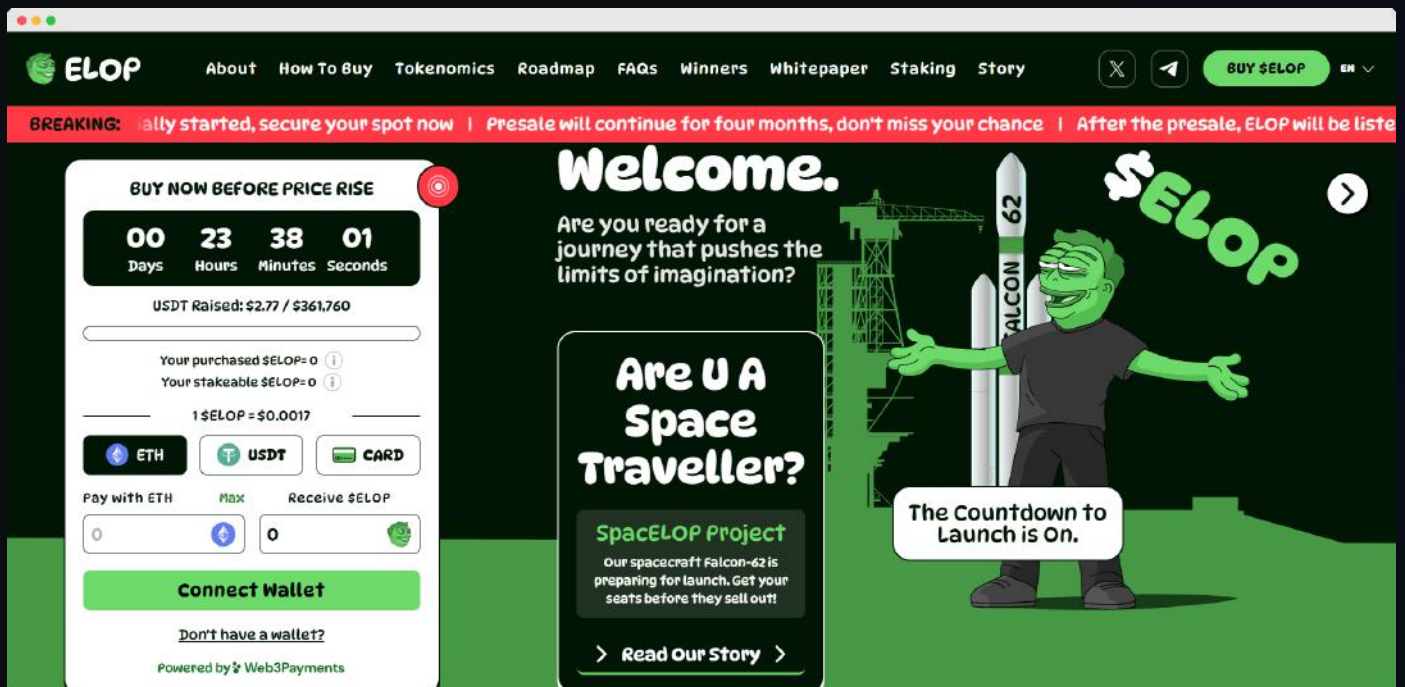 ELOP
About How To Buy Tokenomics Roadmap FAQs Winners Whitepaper Staking Story
BUY $ELOP
EN
BREAKING: ally started, secure your spot now | Presale will continue for four months, don't miss your chance | After the presale, ELOP will be liste
BUY NOW BEFORE PRICE RISE
00 23 38 01
Days Hours Minutes Seconds
USDT Raised: $2.77 / $361,760
Your purchased $ELOP= 0
Your stakeable $ELOP= 0
1 $ELOP = $0.0017
ETH USDT CARD
Pay with ETH Max Receive $ELOP
0 0
Connect Wallet
Don't have a wallet?
Powered by Web3Payments
Welcome.
Are you ready for a
journey that pushes the
limits of imagination?
Are U A
Space
Traveller?
SpacELOP Project
Our spacecraft Falcon-62 is
preparing for launch. Get your
seats before they sell out!
Read Our Story
FALCON 62
$ELOP
The Countdown to
Launch is On.